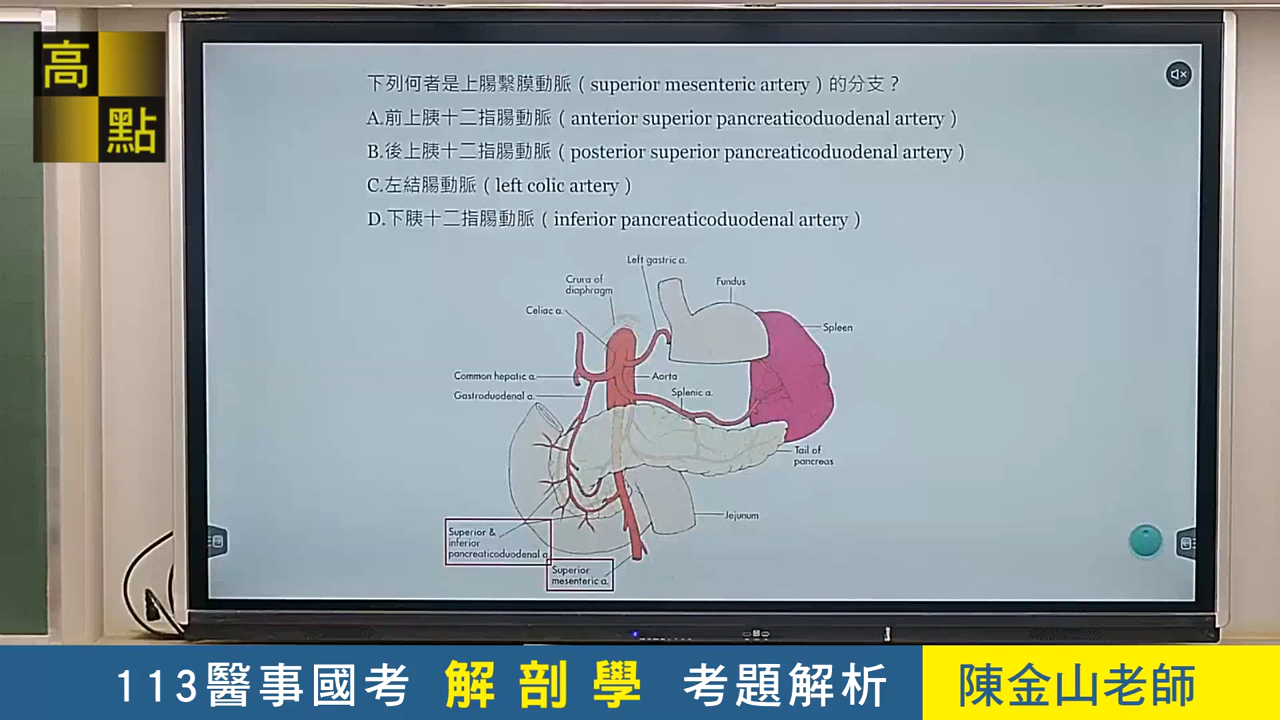 高
點
下列何者是上腸繫膜動脈（superior mesenteric artery）的分支？
A.前上胰十二指腸動脈（anterior superior pancreaticoduodenal artery）
B.後上胰十二指腸動脈（posterior superior pancreaticoduodenal artery）
C.左結腸動脈（left colic artery）
D.下胰十二指腸動脈（inferior pancreaticoduodenal artery）
Left gastric a.
Crura of
diaphragm
Fundus
Celiac a.
Spleen
Common hepatic a.
Aorta
Gastroduodenal a.
Splenic a.
Tail of
pancreas
Jejunum
Superior &
inferior
pancreaticoduodenal a.
Superior
mesenteric a.
113醫事國考 解剖學 考題解析 陳金山老師